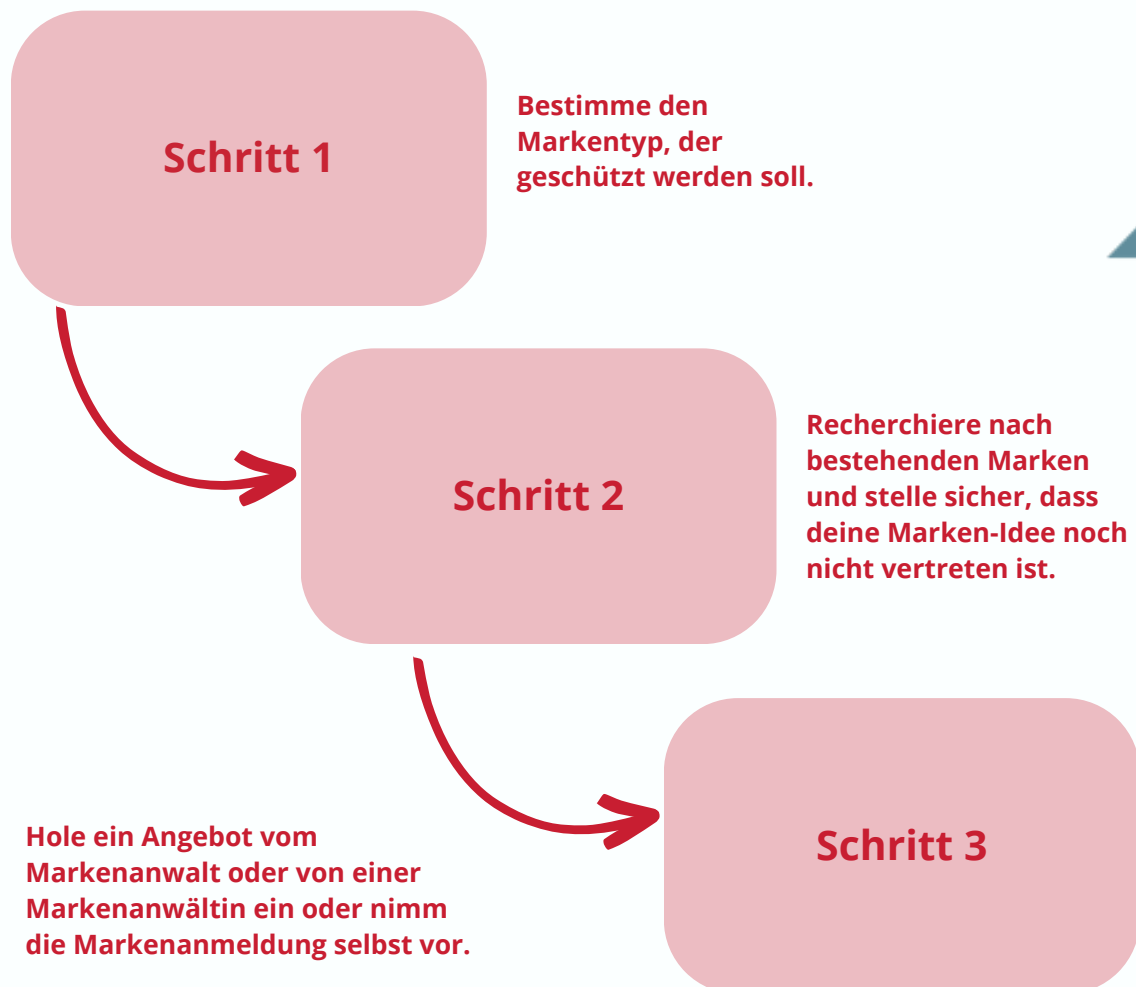 Schritt 1
Bestimme den
Markentyp, der
geschützt werden soll.
Schritt 2
Recherchiere nach
bestehenden Marken
und stelle sicher, dass
deine Marken-Idee noch
nicht vertreten ist.
Schritt 3
Hole ein Angebot vom
Markenanwalt oder von einer
Markenanwältin ein oder nimm
die Markenanmeldung selbst vor.